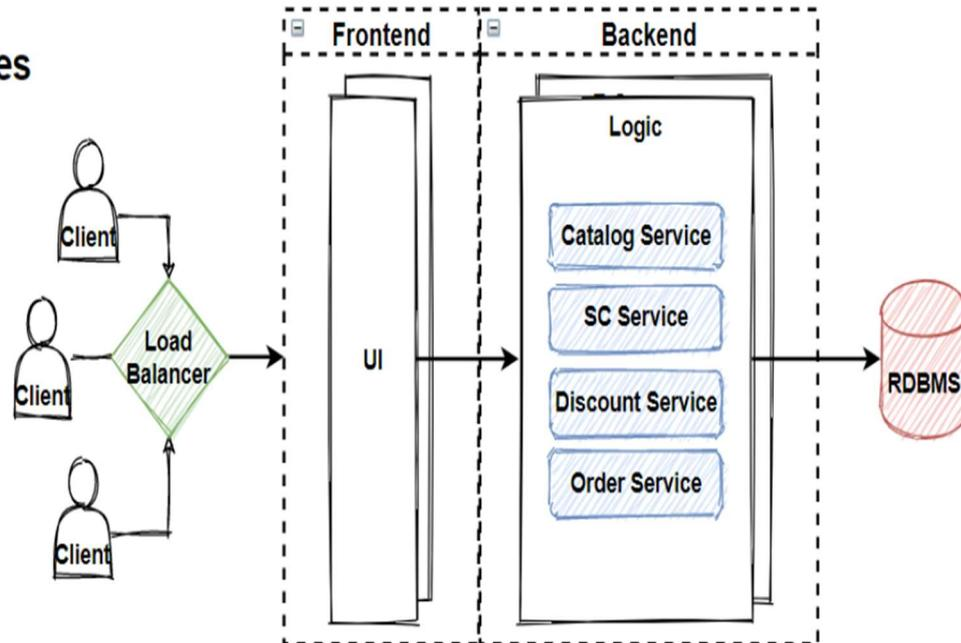 es
Frontend
Backend
Logic
Client
Catalog Service
Client
Load
Balancer
UI
SC Service
RDBMS
Discount Service
Order Service
Client